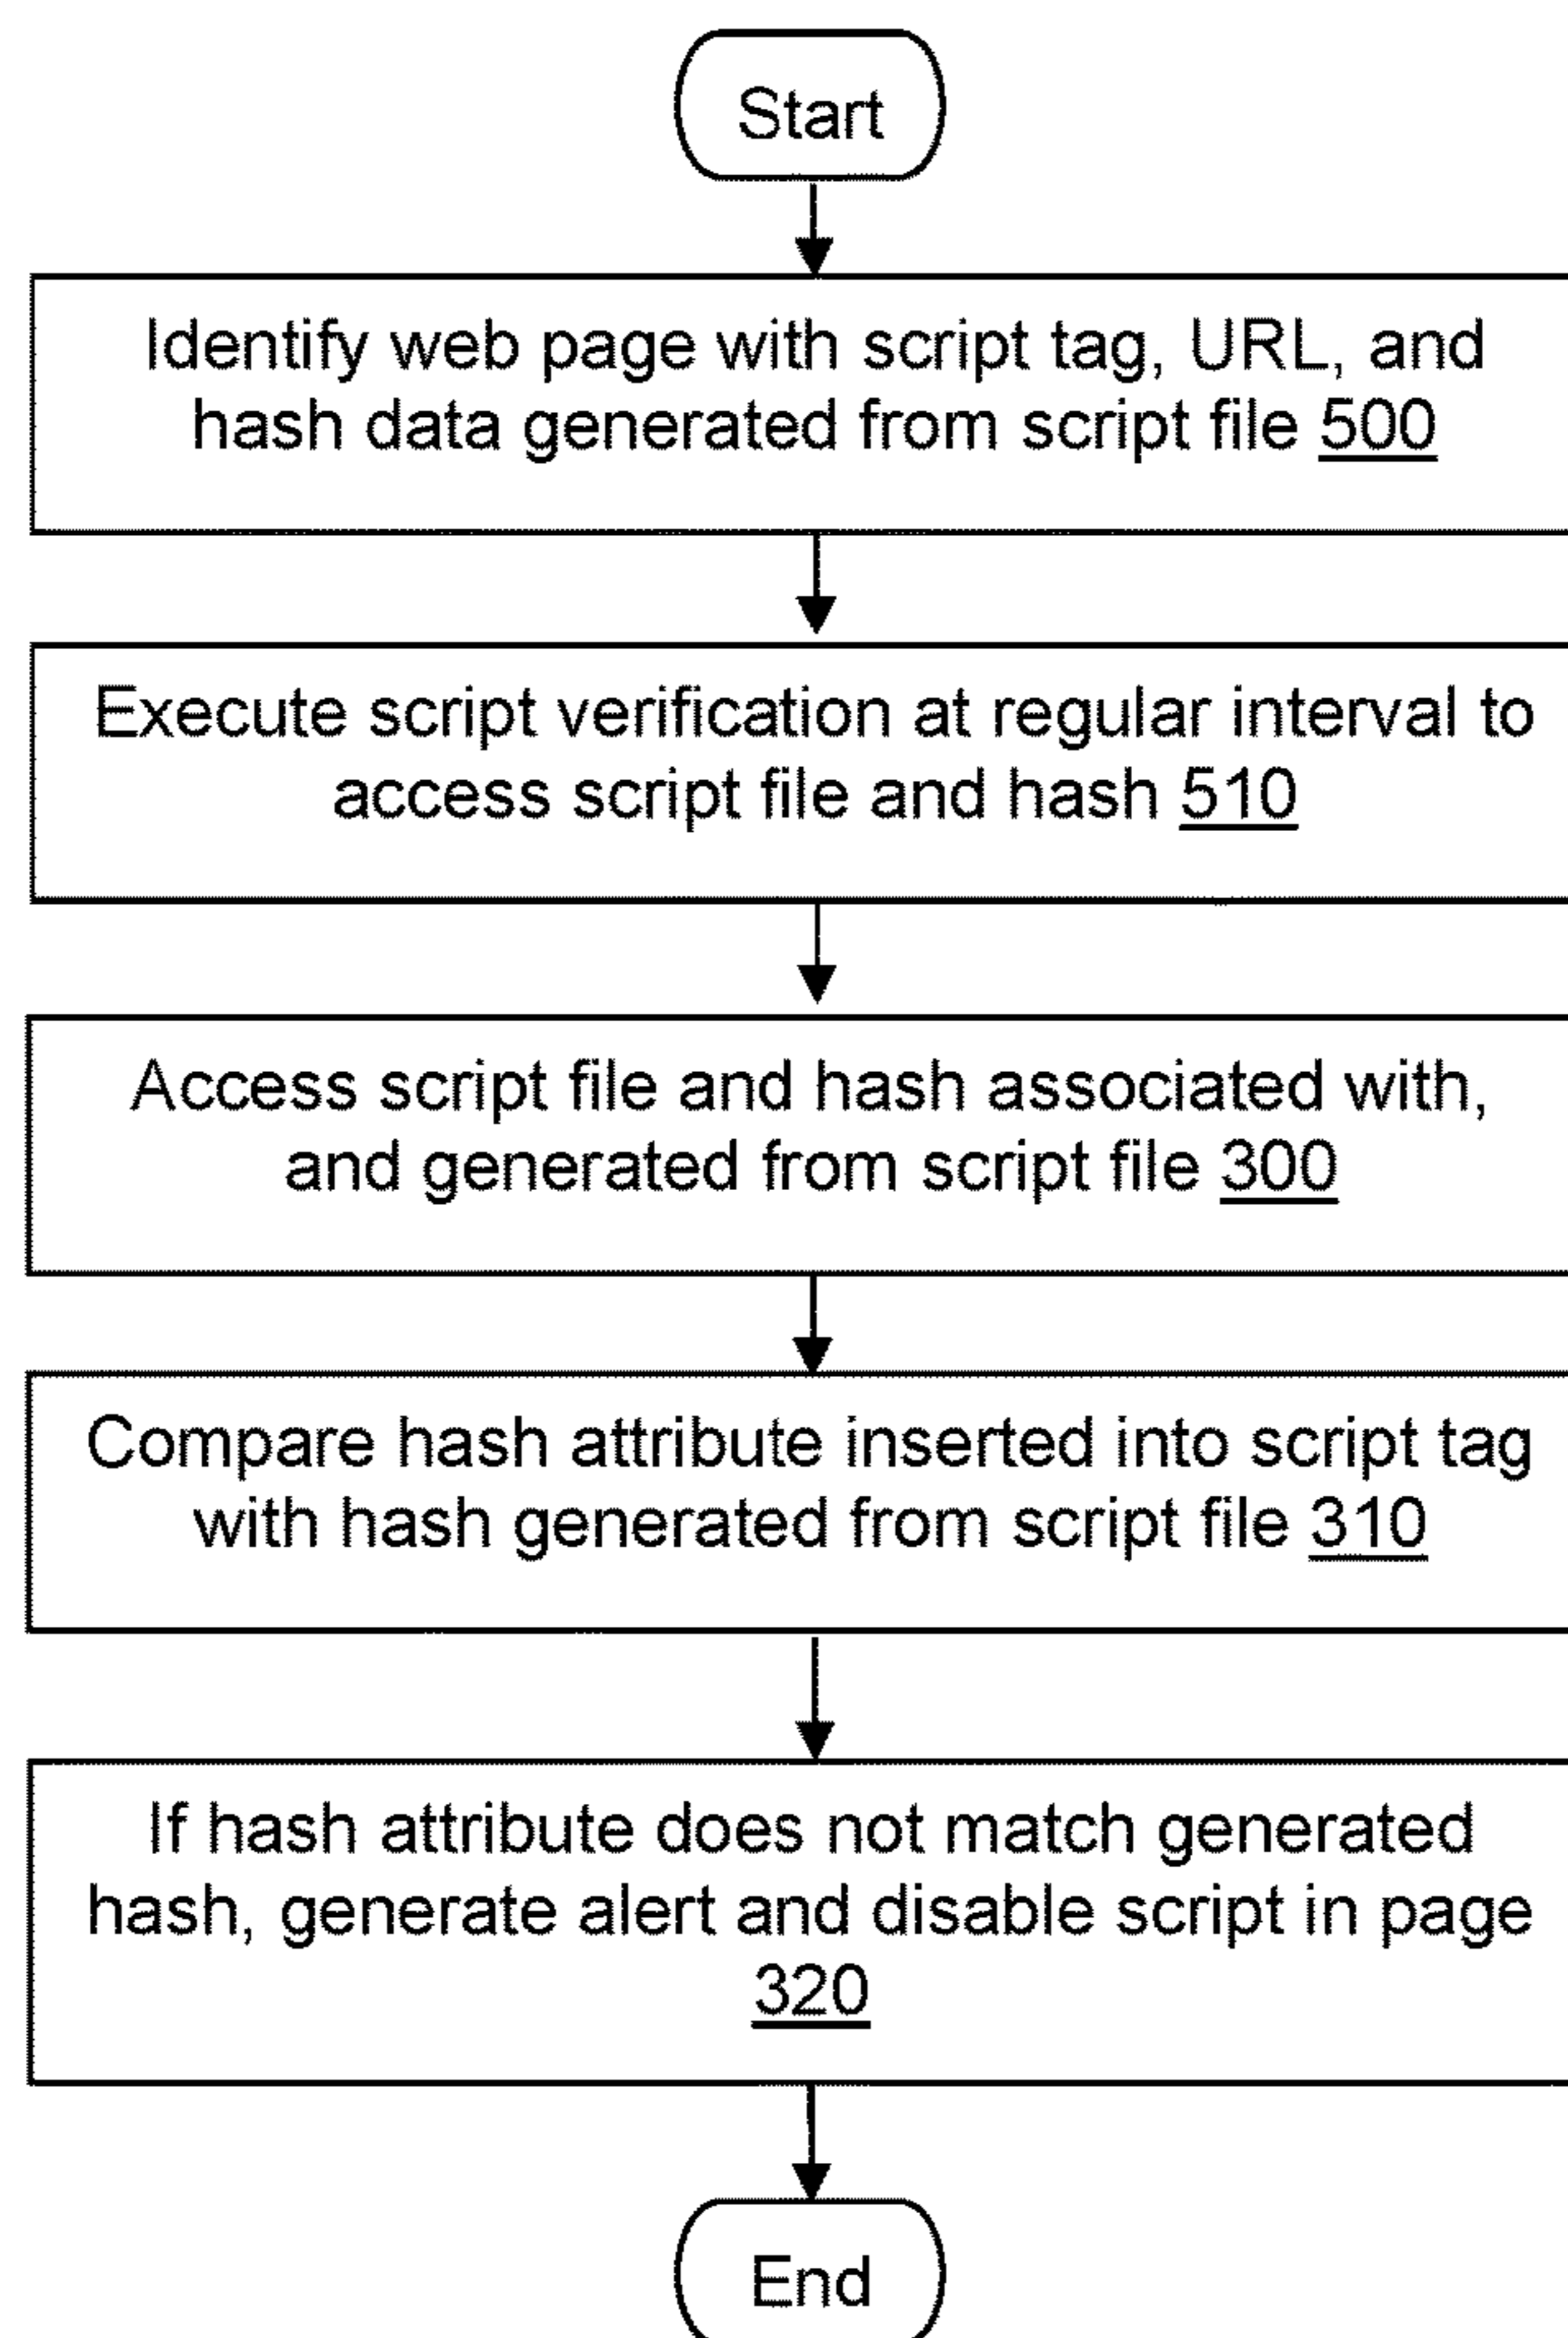 Start
Identify web page with script tag, URL, and
hash data generated from script file 500
Execute script verification at regular interval to
access script file and hash 510
Access script file and hash associated with,
and generated from script file 300
Compare hash attribute inserted into script tag
with hash generated from script file 310
If hash attribute does not match generated
hash, generate alert and disable script in page
320
End